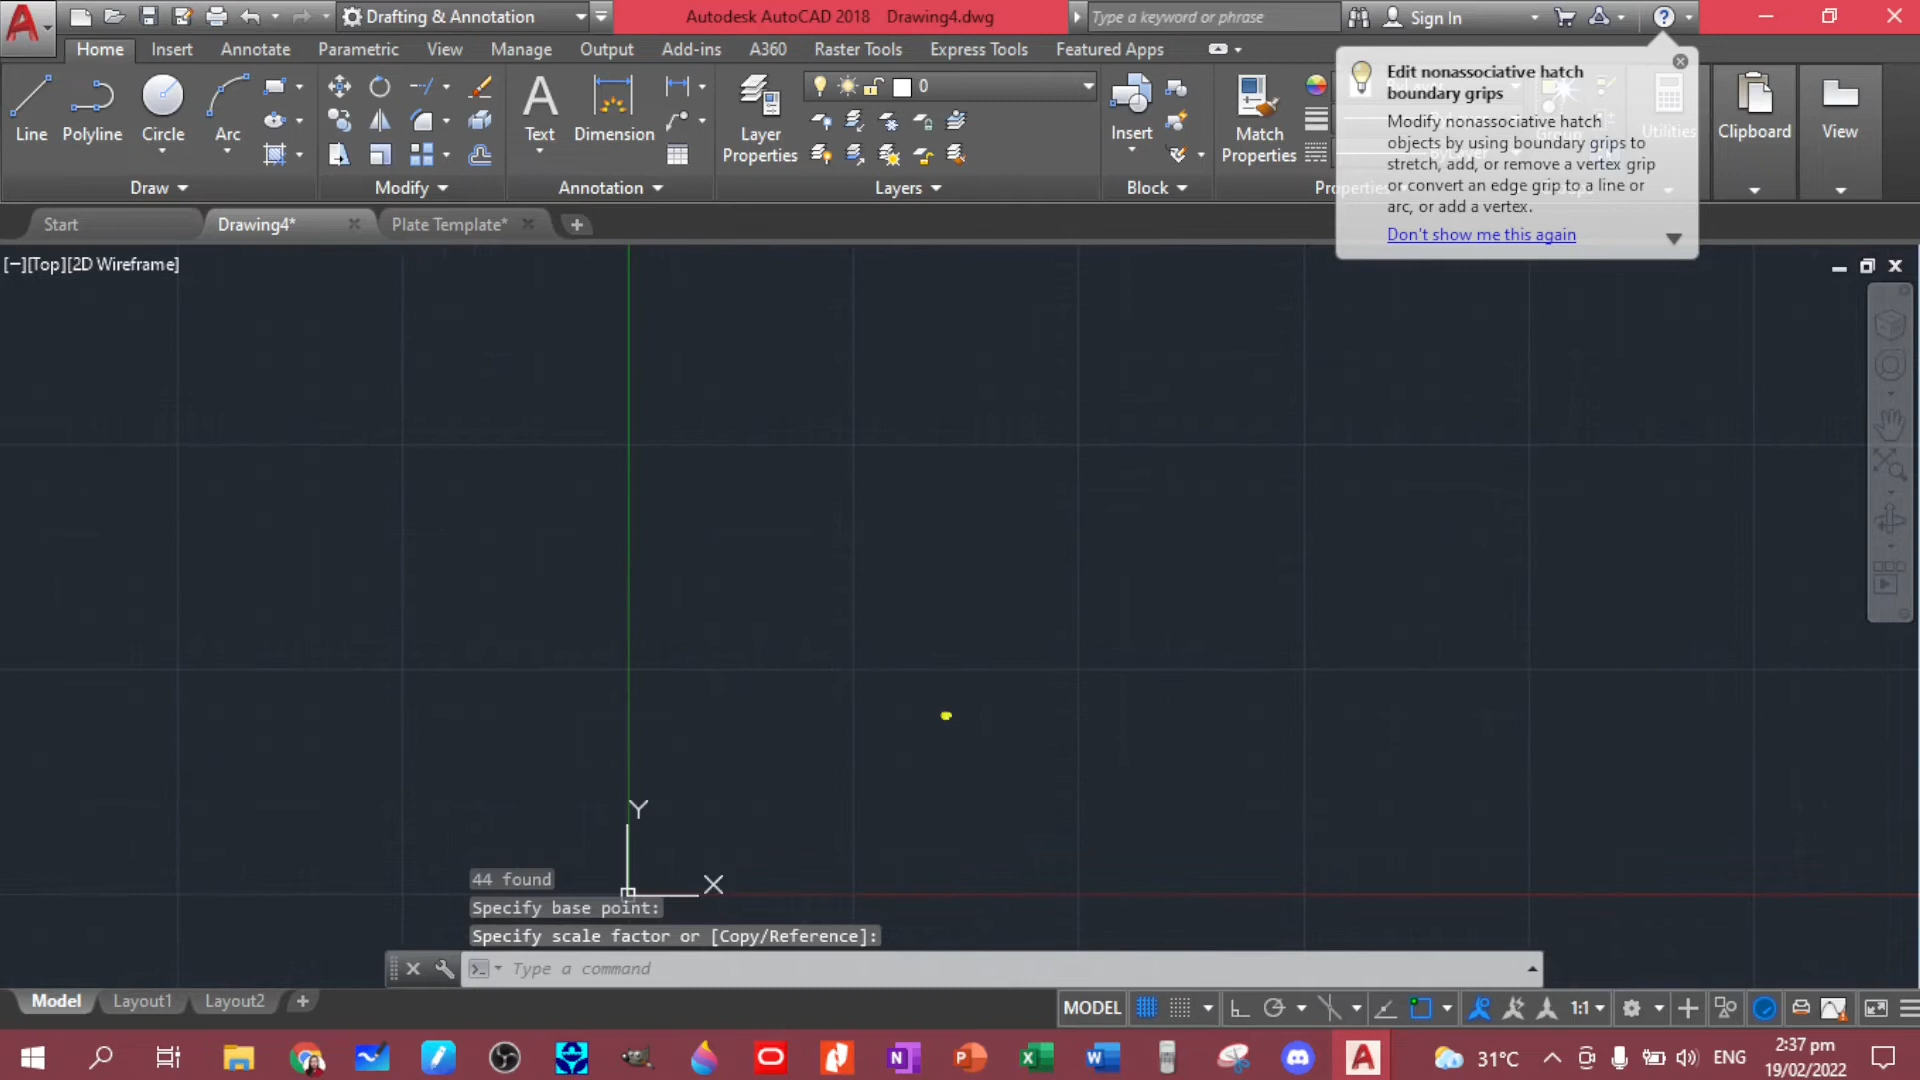 Drafting & Annotation
Autodesk AutoCAD 2018 Drawing4.dwg
Type a keyword or phrase
Sign In
Home Insert Annotate Parametric View Manage Output Add-ins A360 Raster Tools Express Tools Featured Apps
Line Polyline Circle Arc
Text Dimension
Layer Properties
0
Insert
Match Properties
Group
Utilities
Clipboard
View
Draw Modify Annotation Layers Block Properties
Edit nonassociative hatch
boundary grips
Modify nonassociative hatch
objects by using boundary grips to
stretch, add, or remove a vertex grip
or convert an edge grip to a line or
arc, or add a vertex.
Don't show me this again
Start Drawing4* Plate Template*
[−][Top][2D Wireframe]
Y
X
44 found
Specify base point:
Specify scale factor or [Copy/Reference]:
Type a command
Model Layout1 Layout2
MODEL 1:1
31°C ENG
2:37 pm
19/02/2022